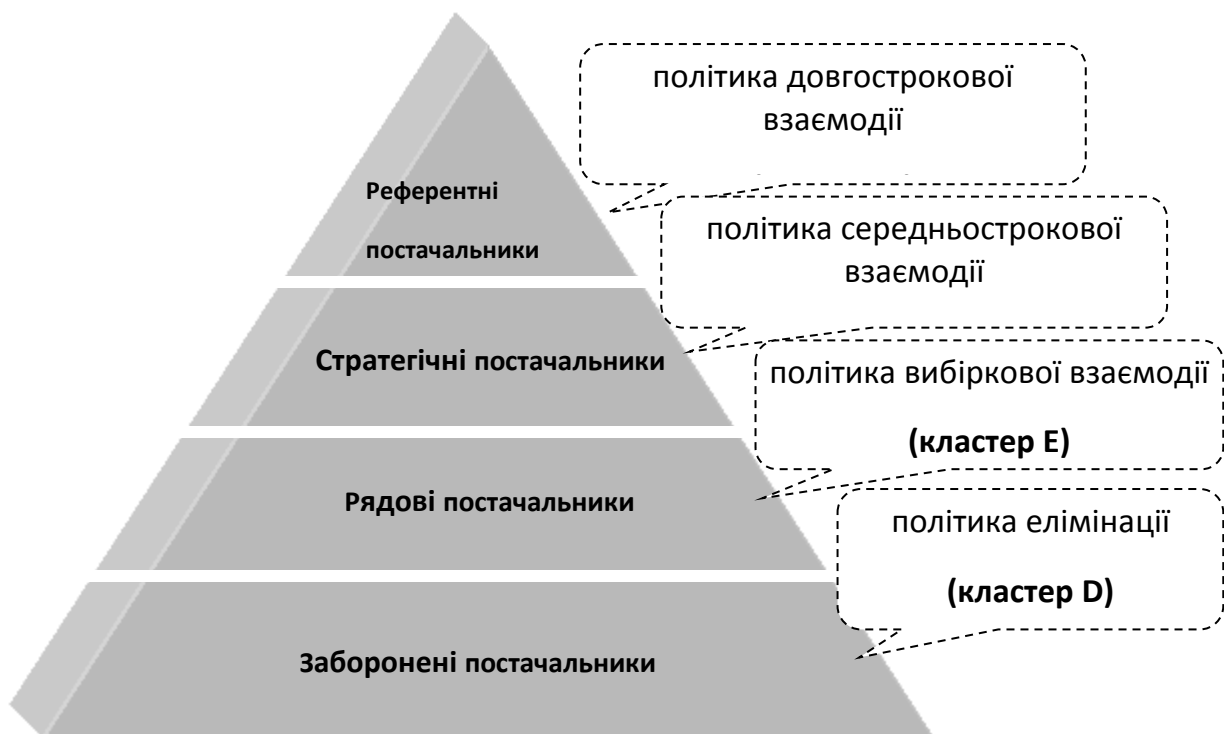 політика довгострокової
взаємодії
Референтні
постачальники
політика середньострокової
взаємодії
Стратегічні постачальники
політика вибіркової взаємодії
(кластер E)
Рядові постачальники
політика елімінації
(кластер D)
Заборонені постачальники